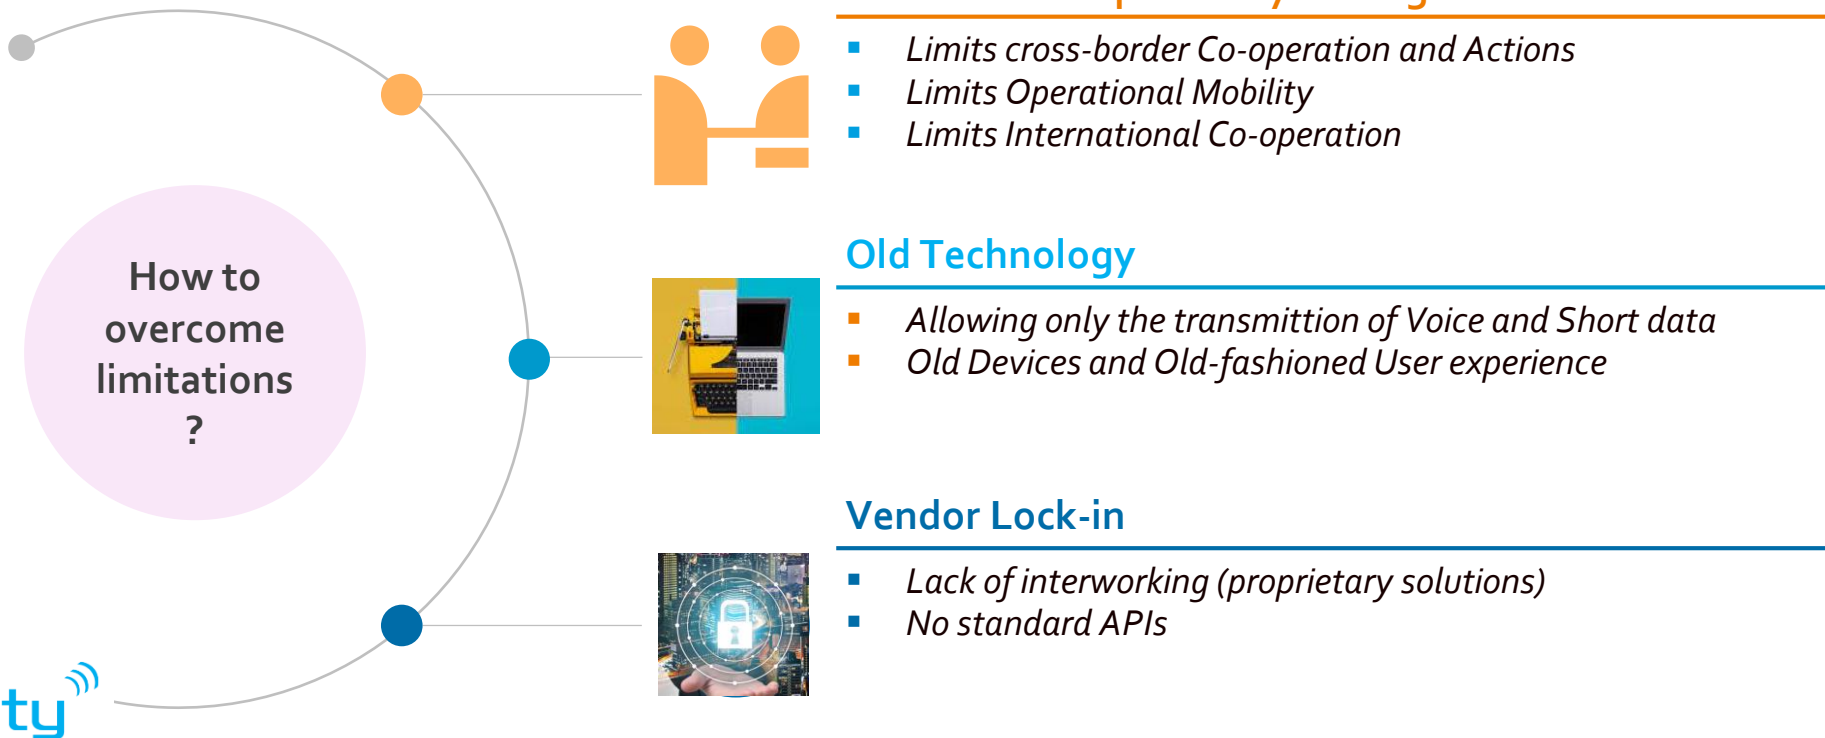 Limits cross-border Co-operation and Actions
Limits Operational Mobility
Limits International Co-operation
How to
overcome
limitations
?
Old Technology
Allowing only the transmittion of Voice and Short data
Old Devices and Old-fashioned User experience
Vendor Lock-in
Lack of interworking (proprietary solutions)
No standard APIs
ty